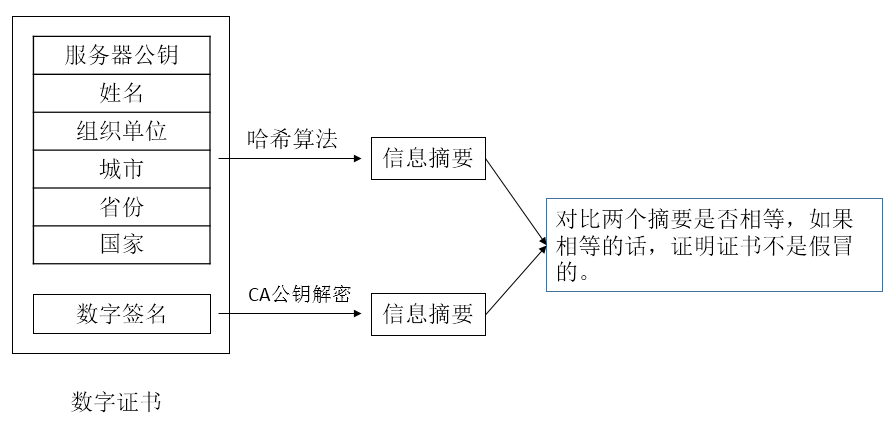 服务器公钥
姓名
组织单位
城市
省份
国家
数字签名
数字证书
哈希算法
信息摘要
CA公钥解密
信息摘要
对比两个摘要是否相等，如果
相等的话，证明证书不是假冒
的。